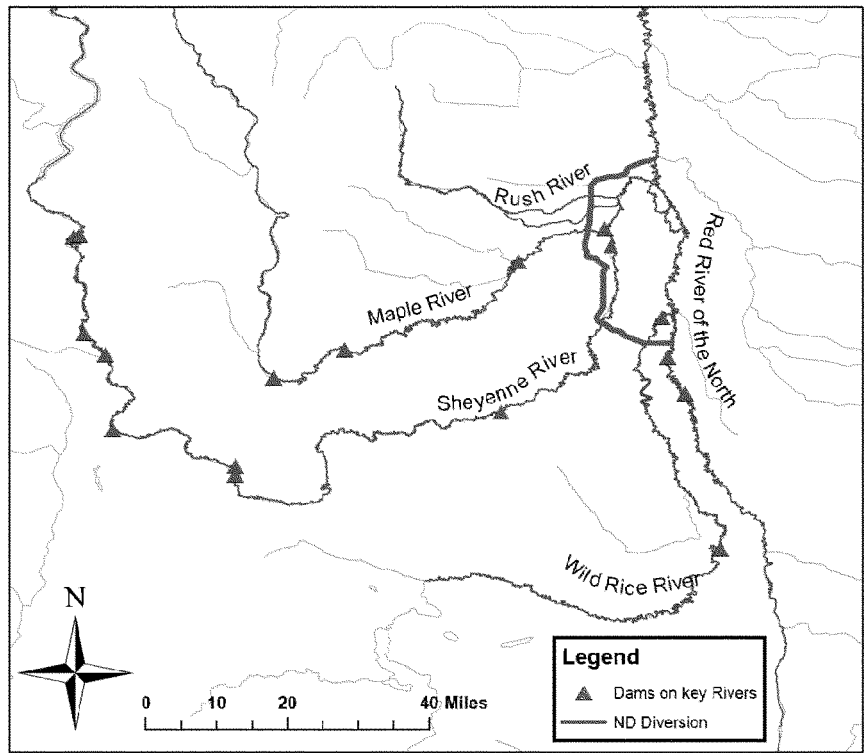 Rush River
Red River of the North
Maple River
Sheyenne River
Wild Rice River
N
0 10 20 40 Miles
Legend
Dams on key Rivers
ND Diversion